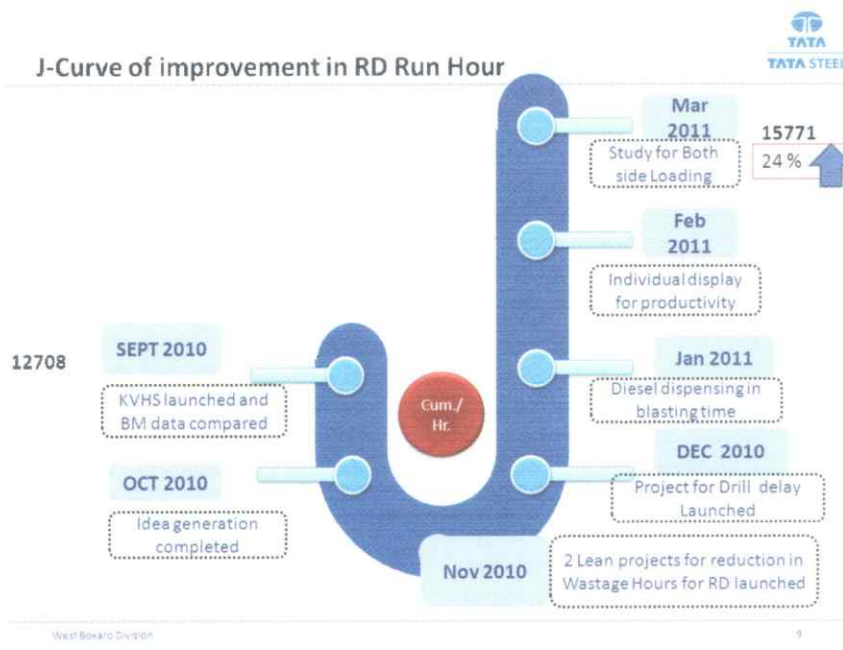 TATA
TATA STEEL
J-Curve of improvement in RD Run Hour
Mar
2011
15771
Study for Both
side Loading
24 %
Feb
2011
Individual display
for productivity
12708
SEPT 2010
KVHS launched and
BM data compared
Cum./
Hr.
Jan 2011
Diesel dispensing in
blasting time
OCT 2010
Idea generation
completed
DEC 2010
Project for Drill delay
Launched
Nov 2010
2 Lean projects for reduction in
Wastage Hours for RD launched
West Bokaro Division
9